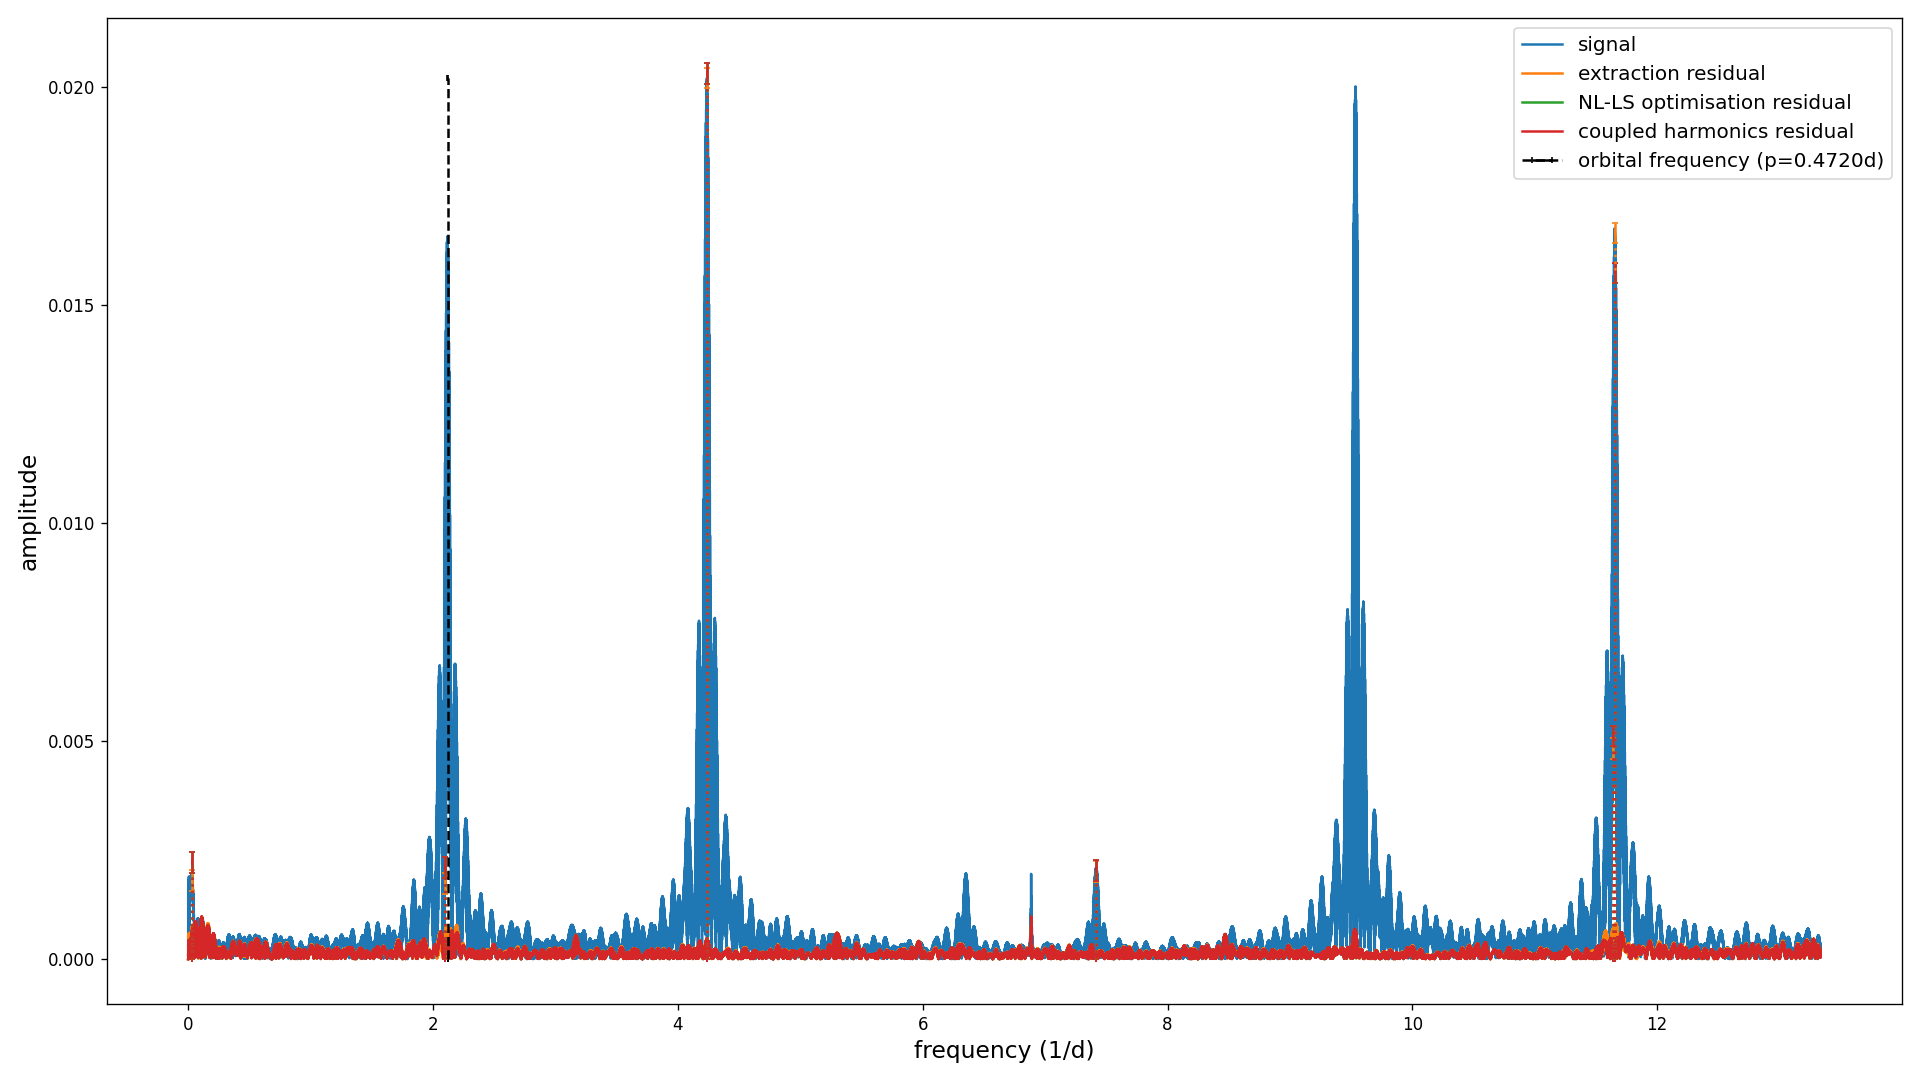 signal
extraction residual
NL-LS optimisation residual
coupled harmonics residual
orbital frequency (p=0.4720d)
0.020
0.015
0.010
0.005
0.000
amplitude
0 2 4 6 8 10 12
frequency (1/d)